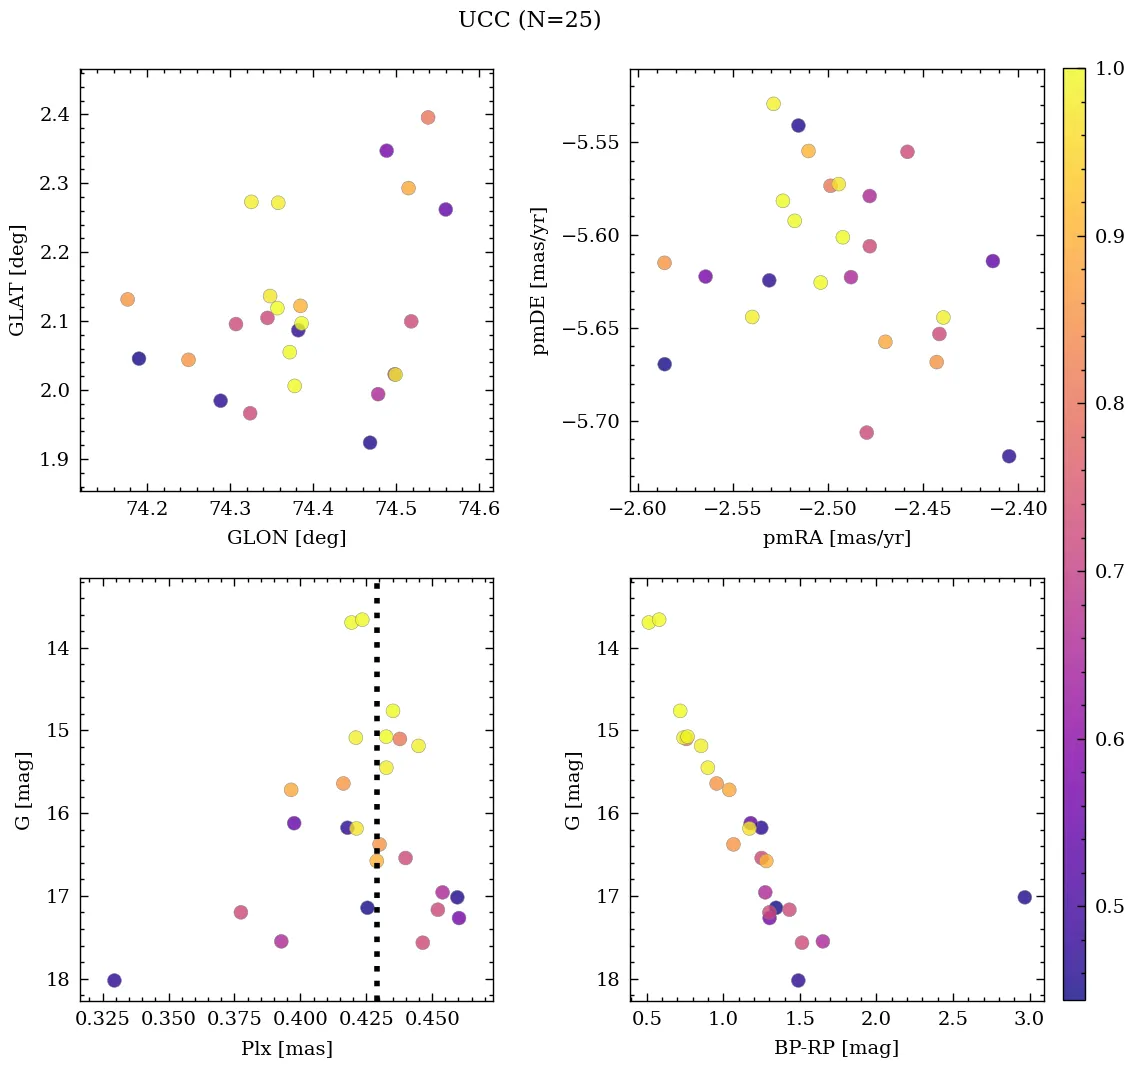 UCC (N=25)
2.4
2.3
2.2
2.1
2.0
1.9
GLAT [deg]
74.2 74.3 74.4 74.5 74.6
GLON [deg]
−5.55
−5.60
−5.65
−5.70
pmDE [mas/yr]
−2.60 −2.55 −2.50 −2.45 −2.40
pmRA [mas/yr]
14
15
16
17
18
G [mag]
0.325 0.350 0.375 0.400 0.425 0.450
Plx [mas]
14
15
16
17
18
G [mag]
0.5 1.0 1.5 2.0 2.5 3.0
BP-RP [mag]
1.0
0.9
0.8
0.7
0.6
0.5